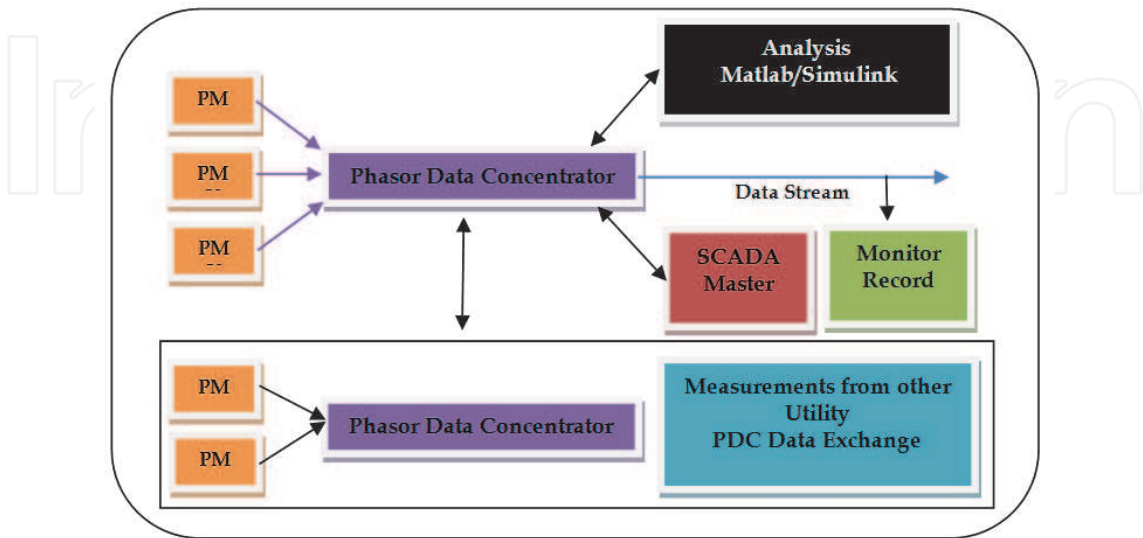 PM
PM
PM
Phasor Data Concentrator
Analysis
Matlab/Simulink
Data Stream
SCADA
Master
Monitor
Record
PM
PM
Phasor Data Concentrator
Measurements from other
Utility
PDC Data Exchange